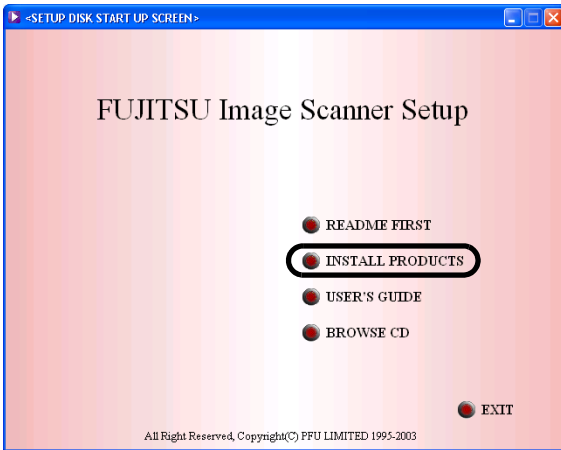 <SETUP DISK START UP SCREEN>
FUJITSU Image Scanner Setup
README FIRST
INSTALL PRODUCTS
USER'S GUIDE
BROWSE CD
EXIT
All Right Reserved, Copyright(C) PFU LIMITED 1995-2003